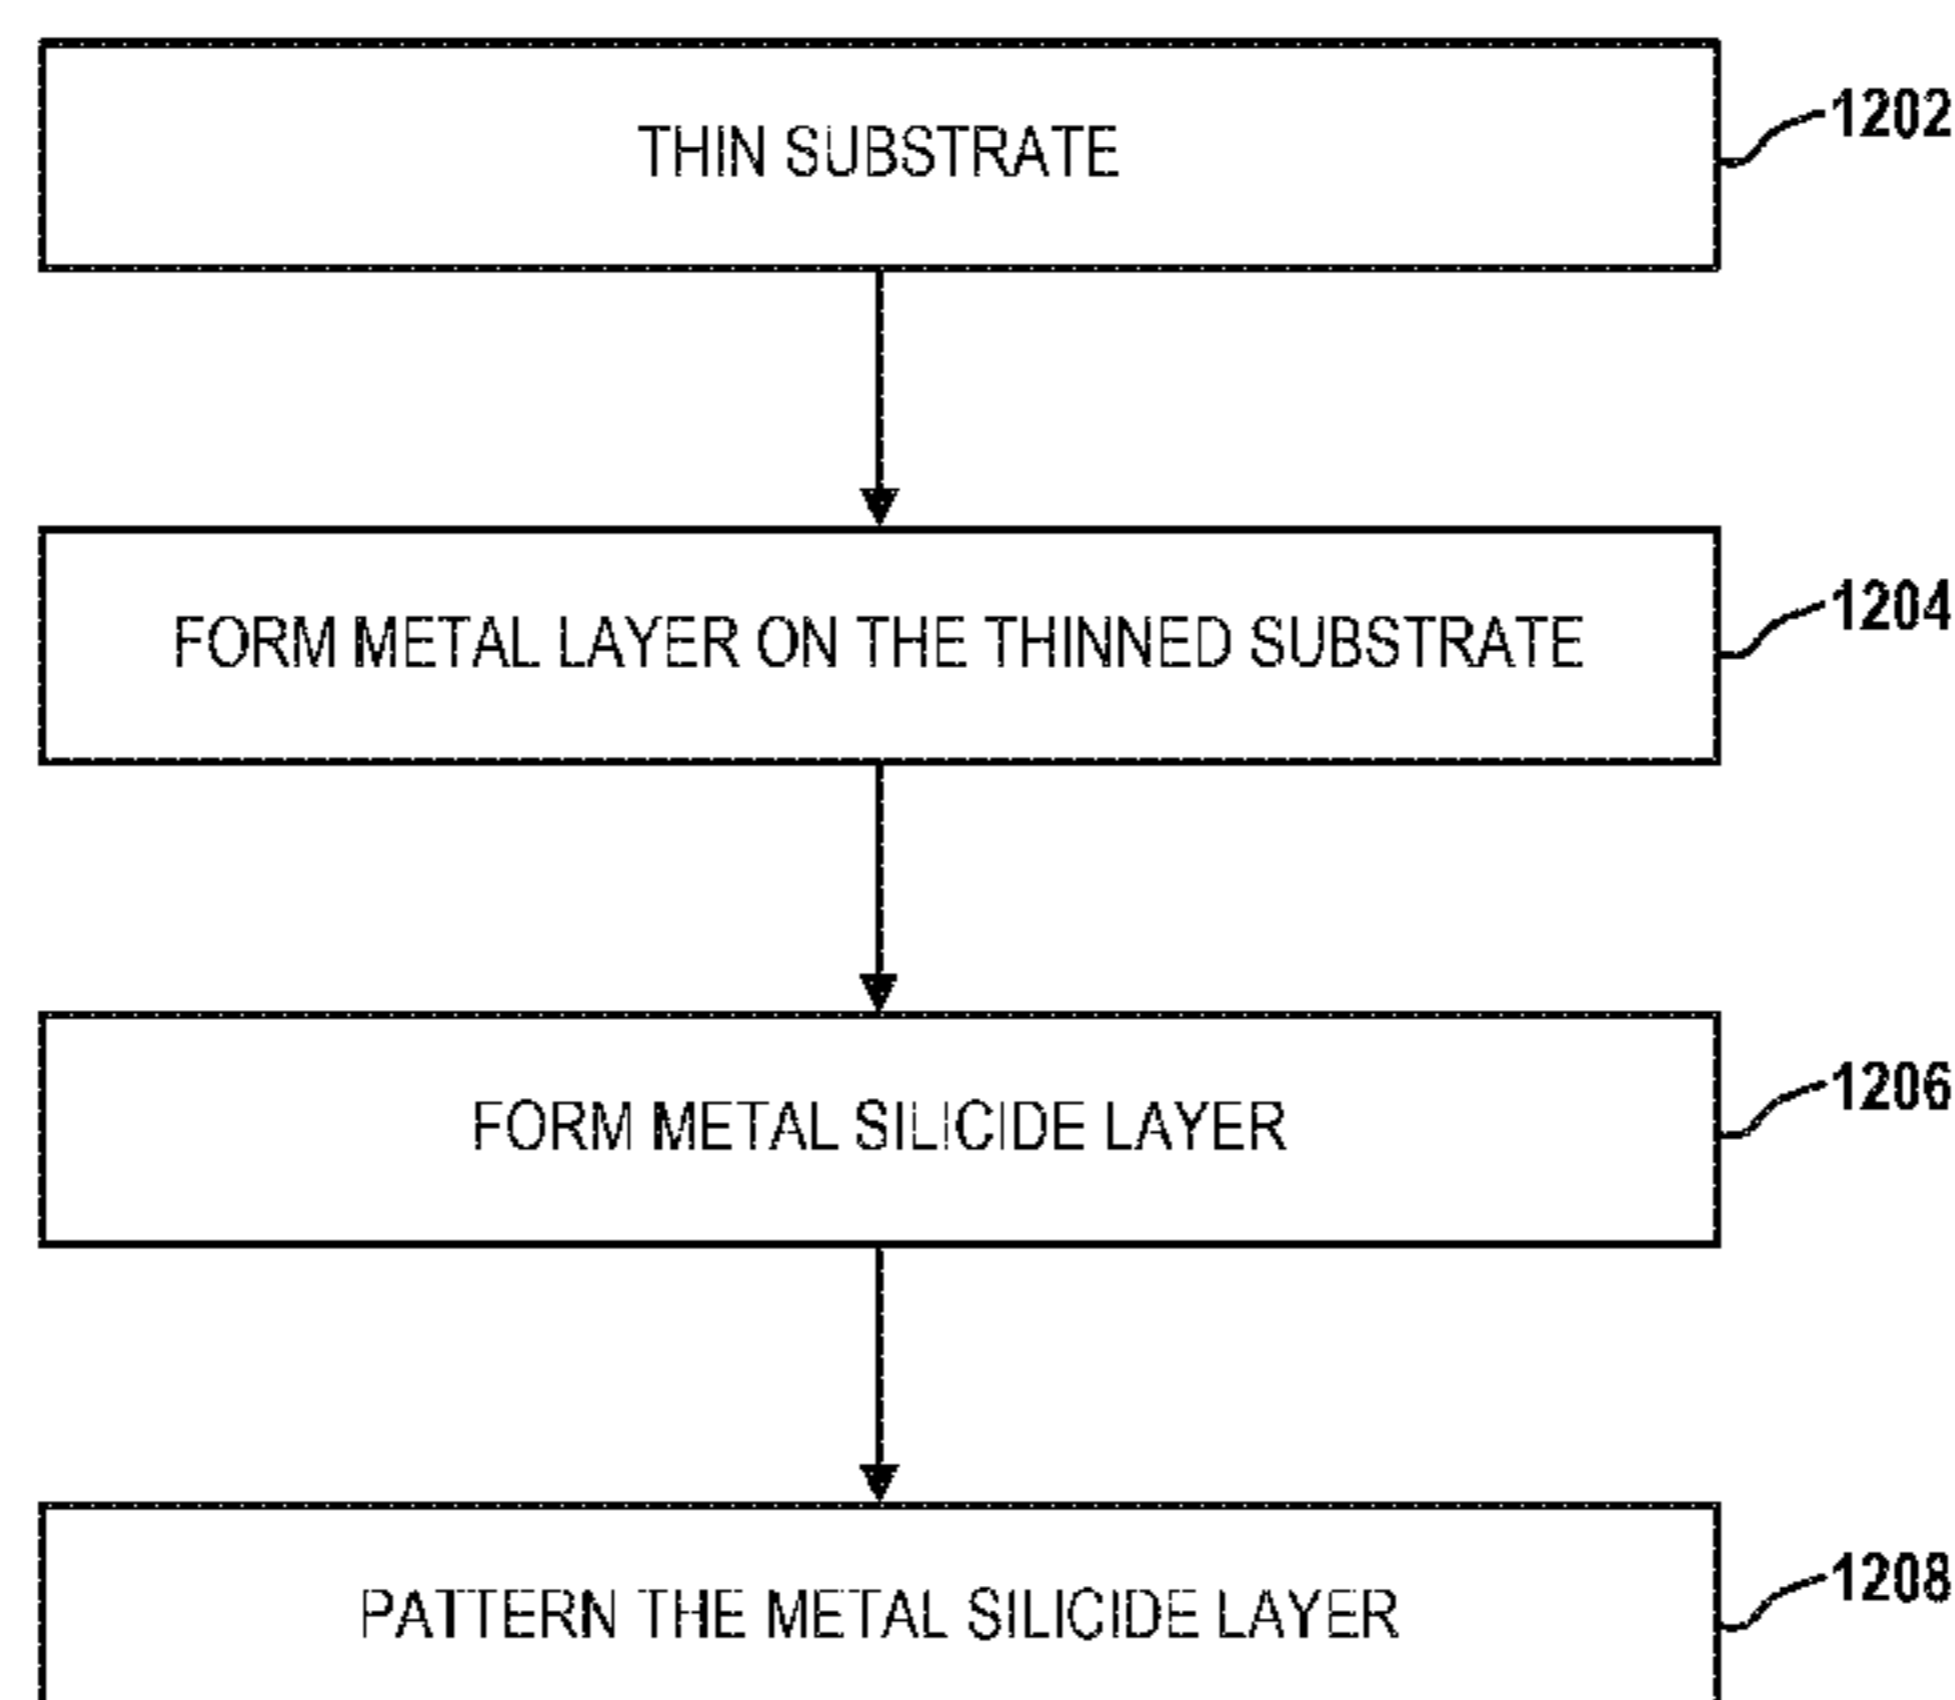 THIN SUBSTRATE
1202
FORM METAL LAYER ON THE THINNED SUBSTRATE
1204
FORM METAL SILICIDE LAYER
1206
PATTERN THE METAL SILICIDE LAYER
1208